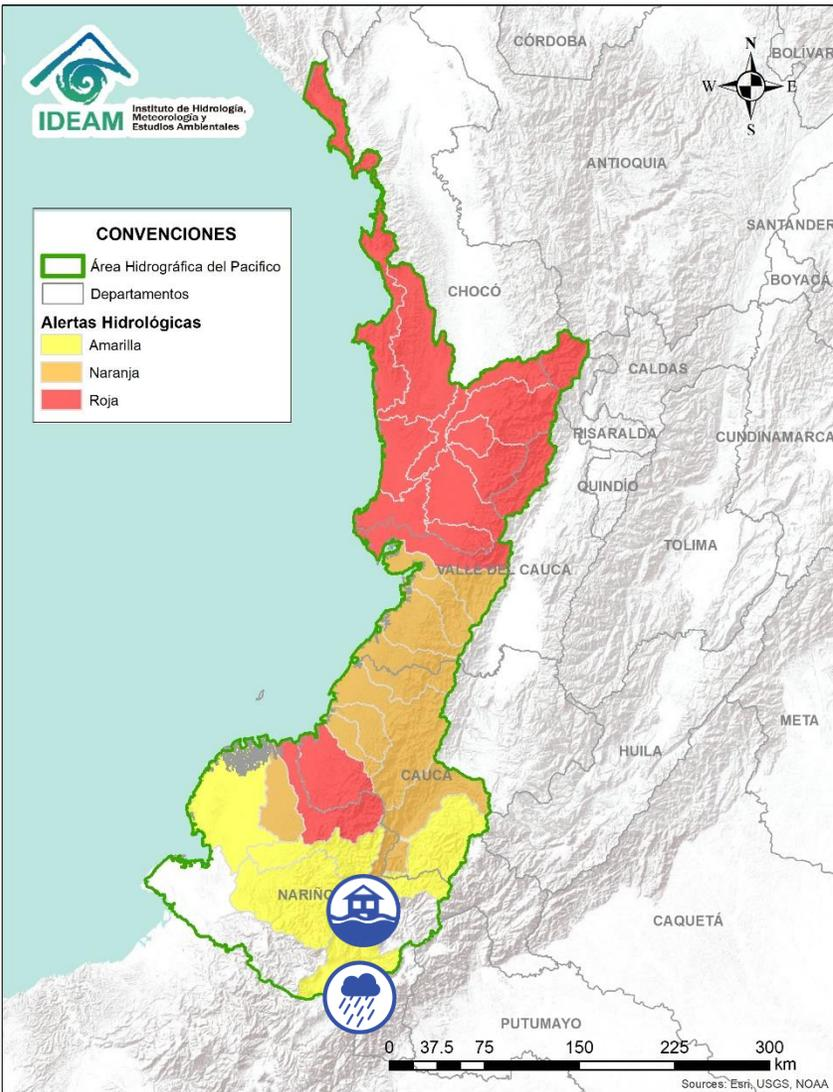 IDEAM
Instituto de Hidrología,
Meteorología y
Estudios Ambientales
CÓRDOBA
N
BOLÍVAR
W
E
S
ANTIOQUIA
CONVENCIONES
Área Hidrográfica del Pacifico
Departamentos
Alertas Hidrológicas
Amarilla
Naranja
Roja
SANTANDER
BOYACÁ
CHOCÓ
CALDAS
RISARALDA
CUNDINAMARCA
QUINDÍO
TOLIMA
VALLE DEL CAUCA
META
HUILA
CAUCA
NARIÑO
CAQUETÁ
PUTUMAYO
0 37.5 75 150 225 300
km
Sources: Esri, USGS, NOAA